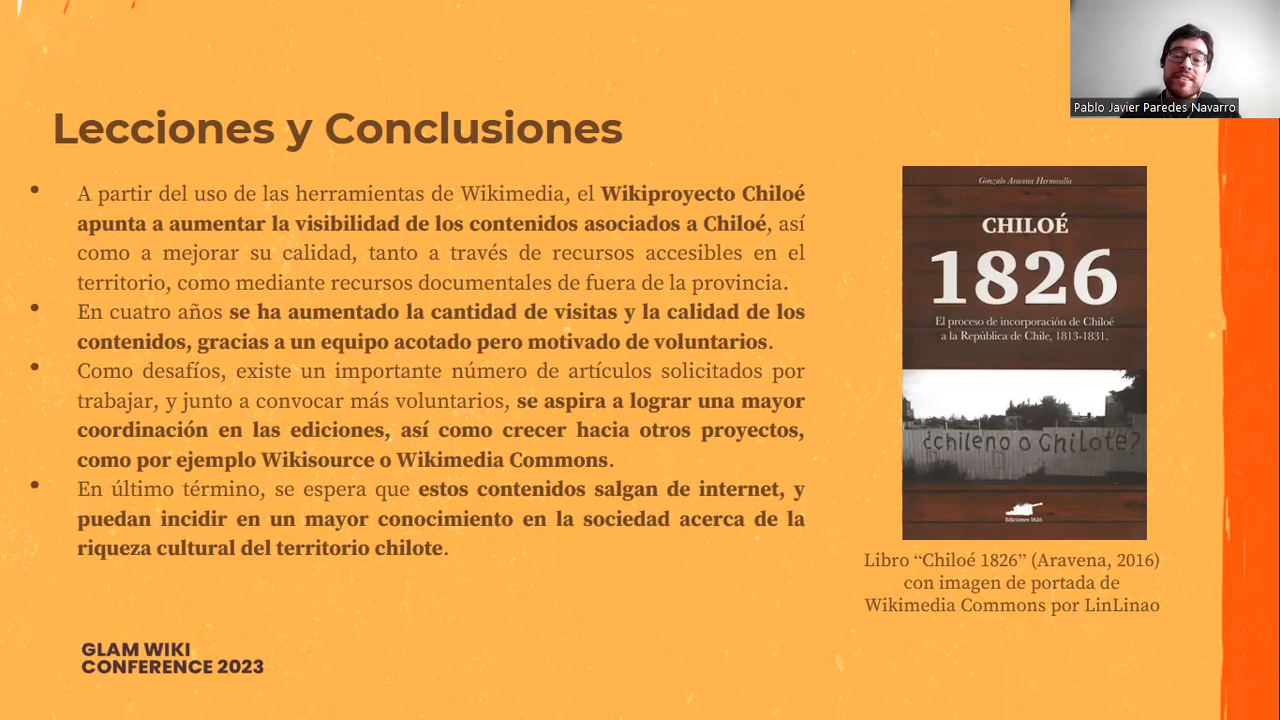 Pablo Javier Paredes Navarro
Lecciones y Conclusiones
• A partir del uso de las herramientas de Wikimedia, el Wikiproyecto Chiloé
apunta a aumentar la visibilidad de los contenidos asociados a Chiloé, así
como a mejorar su calidad, tanto a través de recursos accesibles en el
territorio, como mediante recursos documentales de fuera de la provincia.
• En cuatro años se ha aumentado la cantidad de visitas y la calidad de los
contenidos, gracias a un equipo acotado pero motivado de voluntarios.
• Como desafíos, existe un importante número de artículos solicitados por
trabajar, y junto a convocar más voluntarios, se aspira a lograr una mayor
coordinación en las ediciones, así como crecer hacia otros proyectos,
como por ejemplo Wikisource o Wikimedia Commons.
• En último término, se espera que estos contenidos salgan de internet, y
puedan incidir en un mayor conocimiento en la sociedad acerca de la
riqueza cultural del territorio chilote.
Gonzalo Aravena Hermosilla
CHILOÉ
1826
El proceso de incorporación de Chiloé
a la República de Chile, 1813-1831.
¿chileno o Chilote?
Ediciones 1826
Libro “Chiloé 1826” (Aravena, 2016)
con imagen de portada de
Wikimedia Commons por LinLinao
GLAM WIKI
CONFERENCE 2023